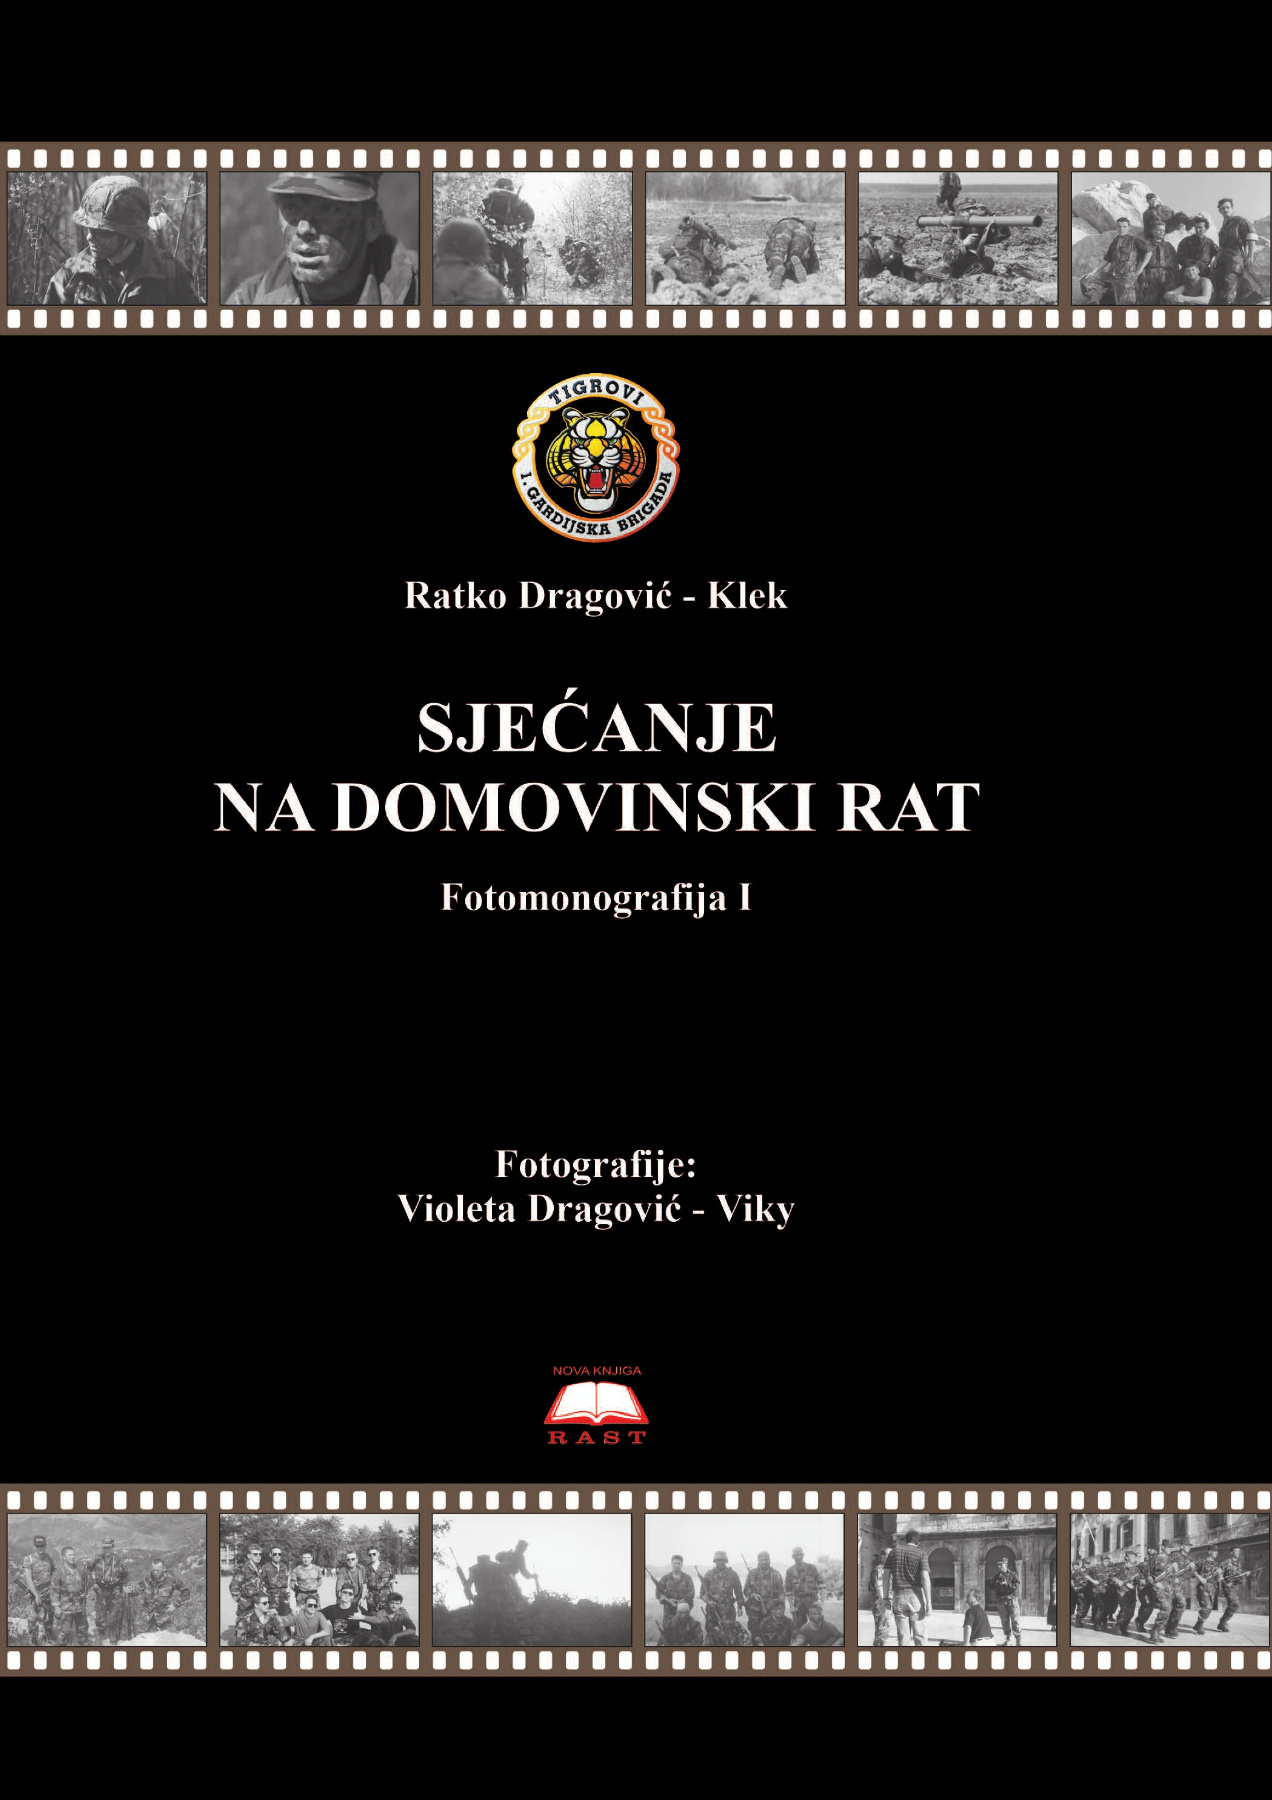 TIGROVI
1. GARDIJSKA BRIGADA
Ratko Dragović - Klek
SJEĆANJE
NA DOMOVINSKI RAT
Fotomonografija I
Fotografije:
Violeta Dragović - Viky
NOVA KNJIGA
RAST